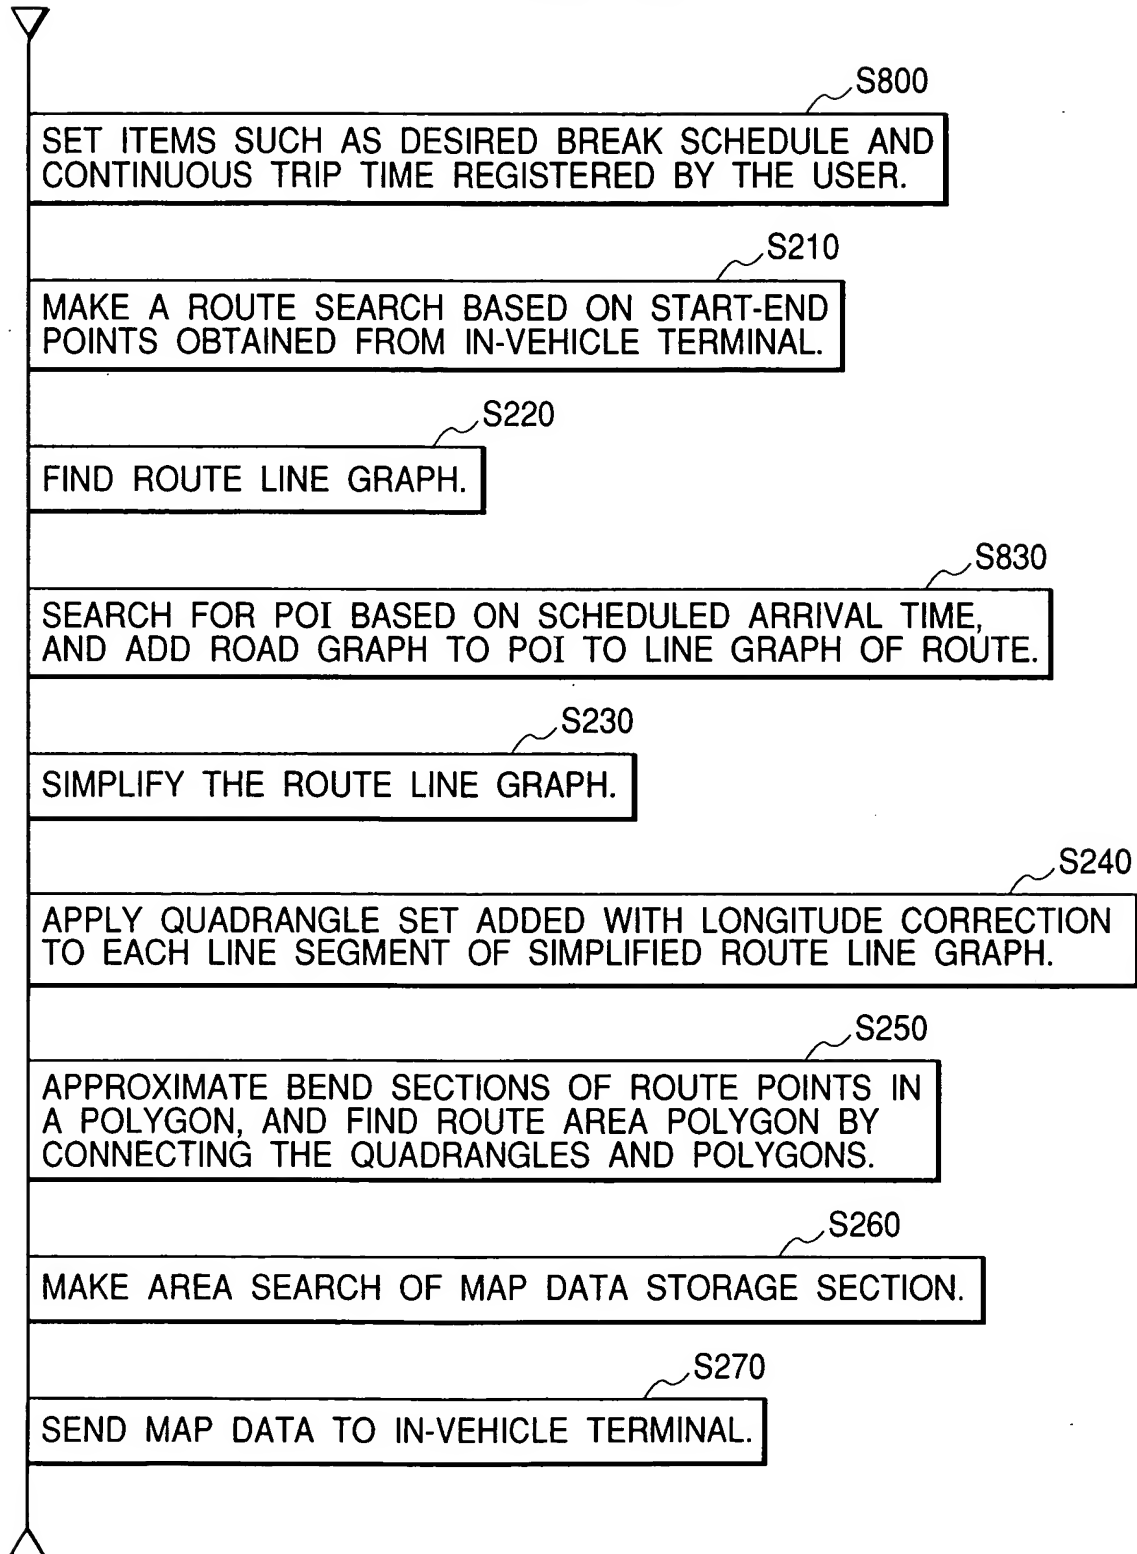 S800
SET ITEMS SUCH AS DESIRED BREAK SCHEDULE AND
CONTINUOUS TRIP TIME REGISTERED BY THE USER.
S210
MAKE A ROUTE SEARCH BASED ON START-END
POINTS OBTAINED FROM IN-VEHICLE TERMINAL.
S220
FIND ROUTE LINE GRAPH.
S830
SEARCH FOR POI BASED ON SCHEDULED ARRIVAL TIME,
AND ADD ROAD GRAPH TO POI TO LINE GRAPH OF ROUTE.
S230
SIMPLIFY THE ROUTE LINE GRAPH.
S240
APPLY QUADRANGLE SET ADDED WITH LONGITUDE CORRECTION
TO EACH LINE SEGMENT OF SIMPLIFIED ROUTE LINE GRAPH.
S250
APPROXIMATE BEND SECTIONS OF ROUTE POINTS IN
A POLYGON, AND FIND ROUTE AREA POLYGON BY
CONNECTING THE QUADRANGLES AND POLYGONS.
S260
MAKE AREA SEARCH OF MAP DATA STORAGE SECTION.
S270
SEND MAP DATA TO IN-VEHICLE TERMINAL.